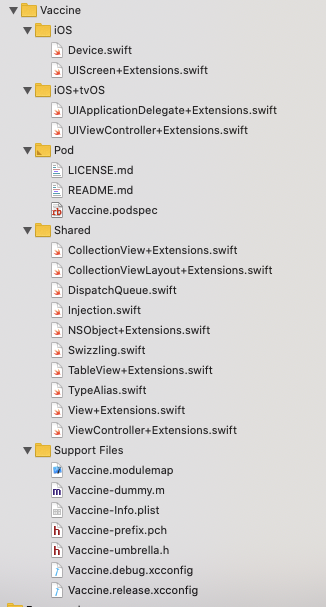 Vaccine
iOS
Device.swift
UIScreen+Extensions.swift
iOS+tvOS
UIApplicationDelegate+Extensions.swift
UIViewController+Extensions.swift
Pod
LICENSE.md
README.md
rb Vaccine.podspec
Shared
CollectionView+Extensions.swift
CollectionViewLayout+Extensions.swift
DispatchQueue.swift
Injection.swift
NSObject+Extensions.swift
Swizzling.swift
TableView+Extensions.swift
TypeAlias.swift
View+Extensions.swift
ViewController+Extensions.swift
Support Files
Vaccine.modulemap
m Vaccine-dummy.m
Vaccine-Info.plist
h Vaccine-prefix.pch
h Vaccine-umbrella.h
Vaccine.debug.xcconfig
Vaccine.release.xcconfig